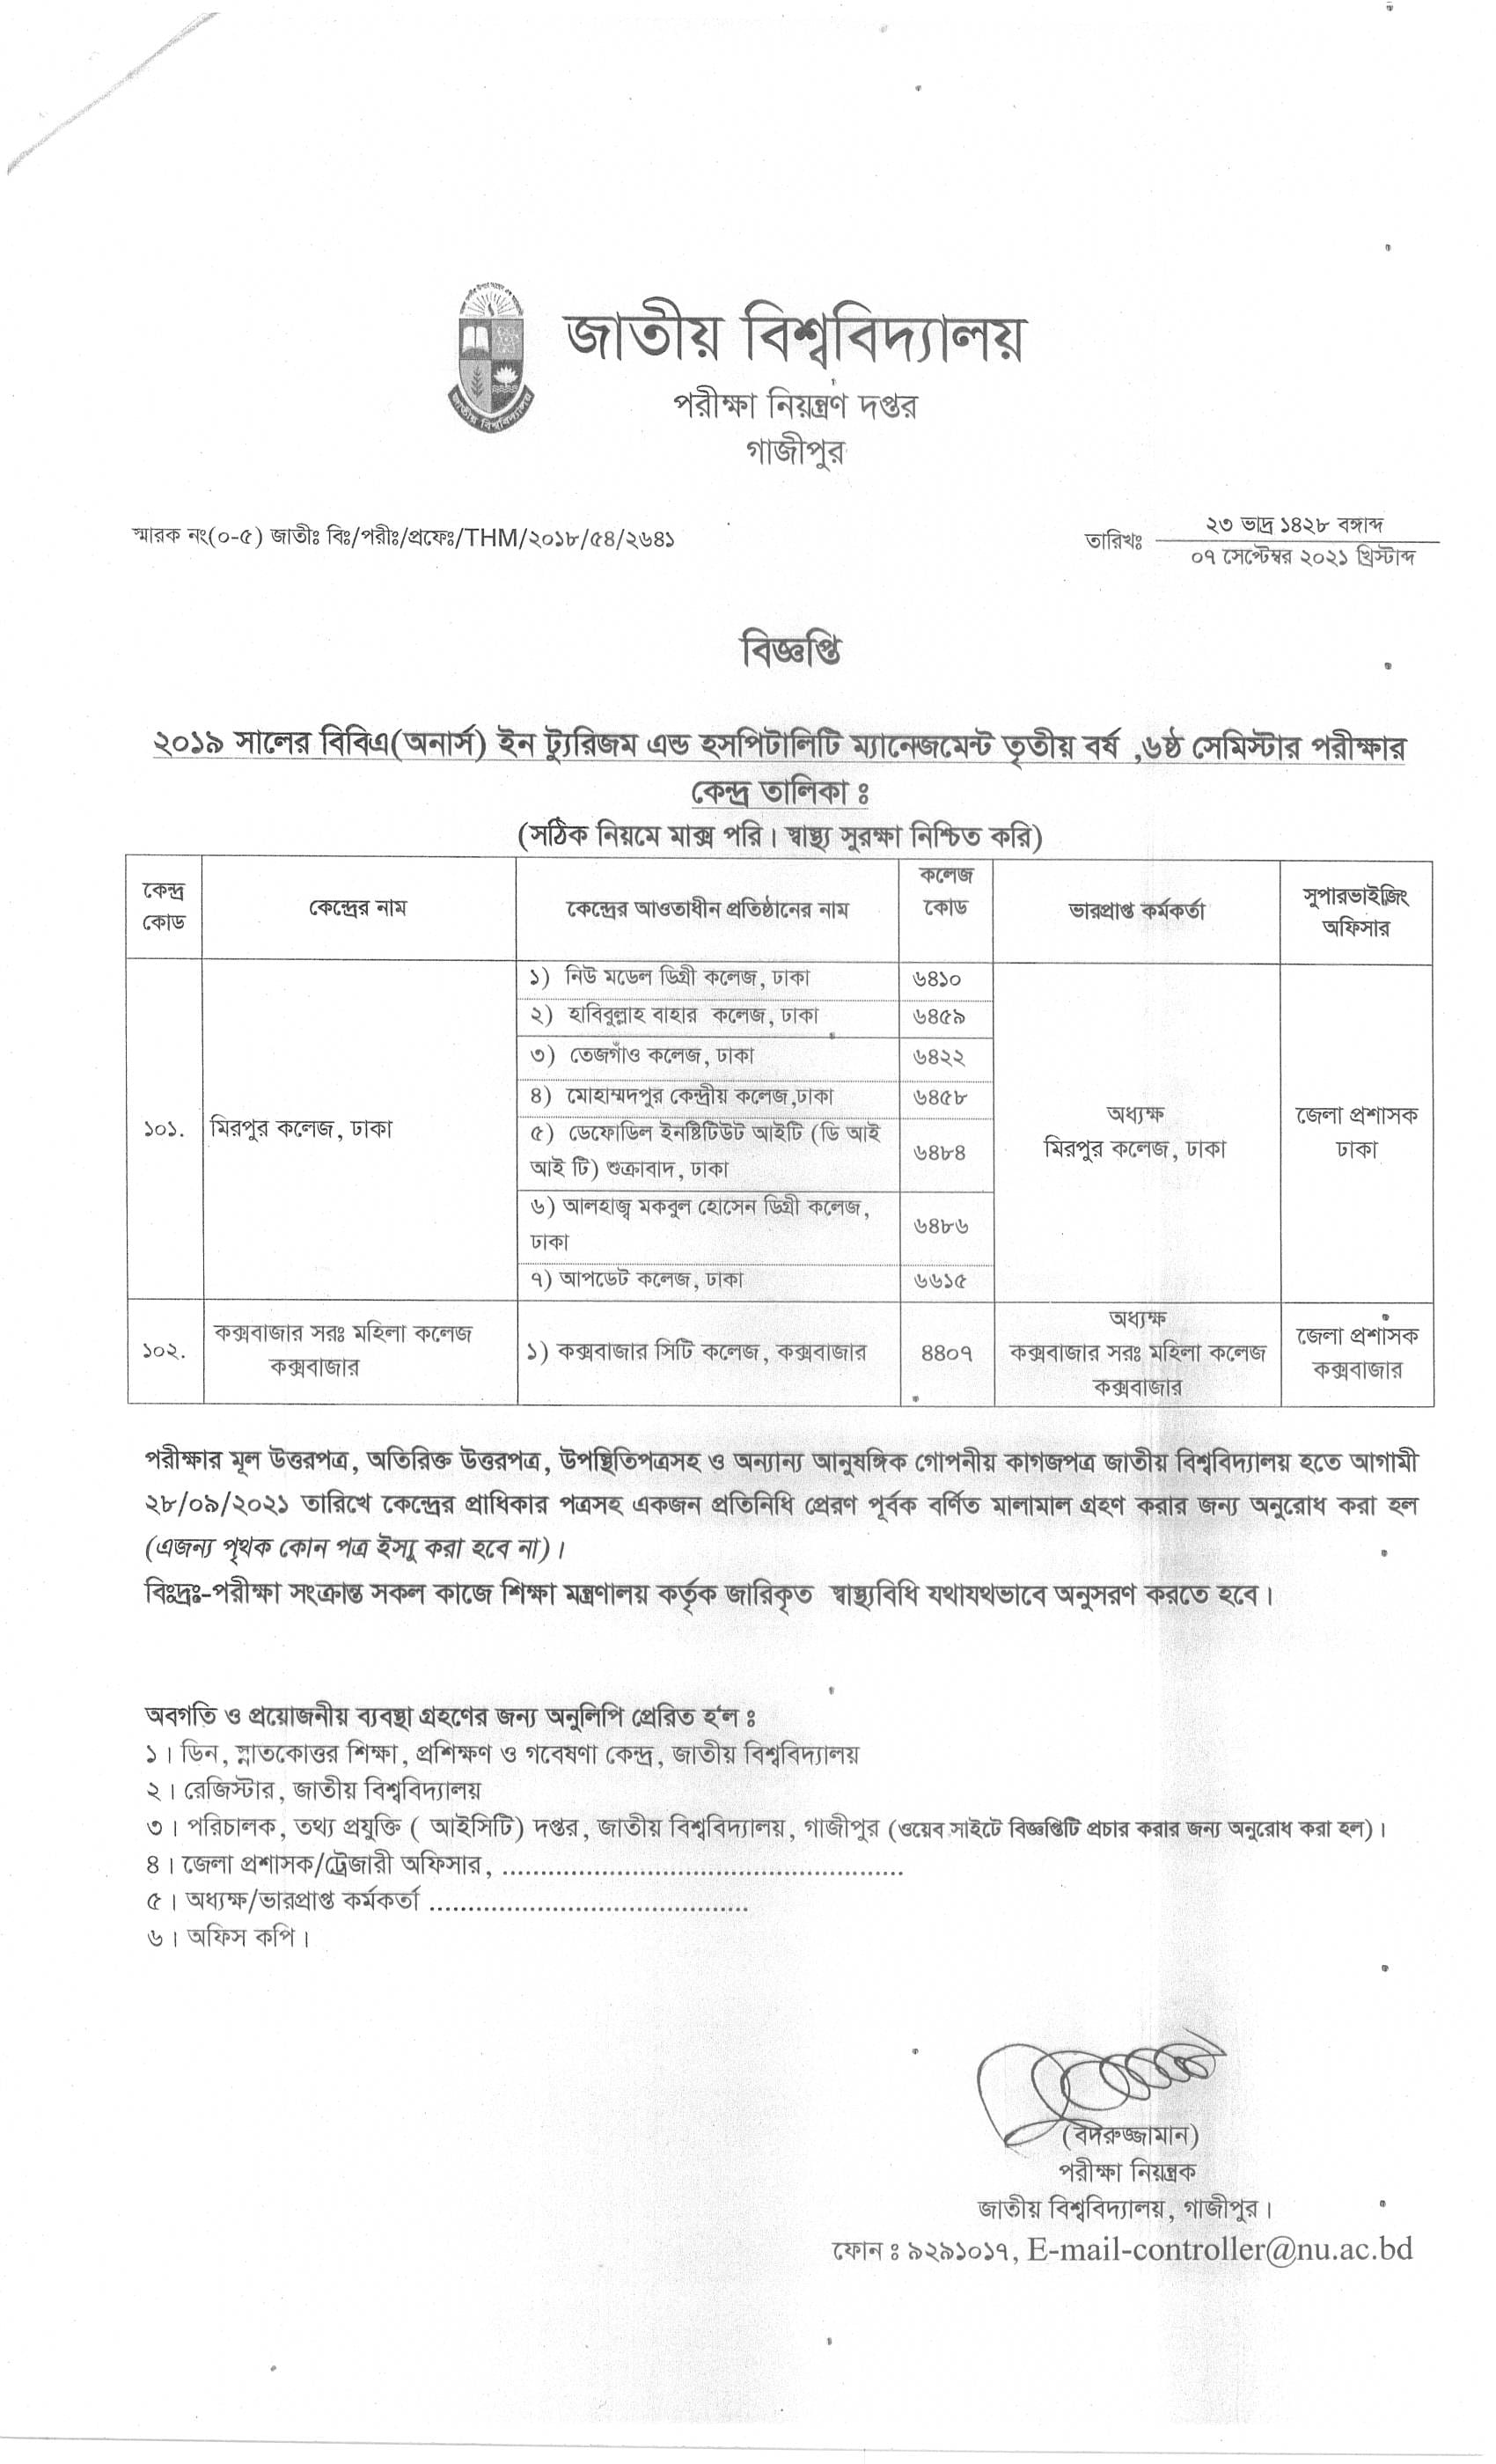 জাতীয় বিশ্ববিদ্যালয়
পরীক্ষা নিয়ন্ত্রণ দপ্তর
গাজীপুর
জাতীয় বিশ্ববিদ্যালয়
স্মারক নং(০-৫) জাতীঃ বিঃ/পরীঃ/প্রফেঃ/THM/২০১৮/৫৪/২৬৪১
তারিখঃ ২৩ ভাদ্র ১৪২৮ বঙ্গাব্দ
০৭ সেপ্টেম্বর ২০২১ খ্রিস্টাব্দ
বিজ্ঞপ্তি
২০১৯ সালের বিবিএ(অনার্স) ইন ট্যুরিজম এন্ড হসপিটালিটি ম্যানেজমেন্ট তৃতীয় বর্ষ ,৬ষ্ঠ সেমিস্টার পরীক্ষার
কেন্দ্র তালিকা ঃ
(সঠিক নিয়মে মাক্স পরি। স্বাস্থ্য সুরক্ষা নিশ্চিত করি)
কেন্দ্র কোড
কেন্দ্রের নাম
কেন্দ্রের আওতাধীন প্রতিষ্ঠানের নাম
কলেজ কোড
ভারপ্রাপ্ত কর্মকর্তা
সুপারভাইজিং অফিসার
১০১.
মিরপুর কলেজ, ঢাকা
১) নিউ মডেল ডিগ্রী কলেজ, ঢাকা ৬৪১০
২) হাবিবুল্লাহ বাহার কলেজ, ঢাকা ৬৪৫৯
৩) তেজগাঁও কলেজ, ঢাকা ৬৪২২
৪) মোহাম্মদপুর কেন্দ্রীয় কলেজ,ঢাকা ৬৪৫৮
৫) ডেফোডিল ইনষ্টিটিউট আইটি (ডি আই
আই টি) শুক্রাবাদ, ঢাকা ৬৪৮৪
৬) আলহাজ্ব মকবুল হোসেন ডিগ্রী কলেজ,
ঢাকা ৬৪৮৬
৭) আপডেট কলেজ, ঢাকা ৬৬১৫
অধ্যক্ষ
মিরপুর কলেজ, ঢাকা
জেলা প্রশাসক
ঢাকা
১০২.
কক্সবাজার সরঃ মহিলা কলেজ
কক্সবাজার
১) কক্সবাজার সিটি কলেজ, কক্সবাজার ৪৪০৭
অধ্যক্ষ
কক্সবাজার সরঃ মহিলা কলেজ
কক্সবাজার
জেলা প্রশাসক
কক্সবাজার
পরীক্ষার মূল উত্তরপত্র, অতিরিক্ত উত্তরপত্র, উপস্থিতিপত্রসহ ও অন্যান্য আনুষঙ্গিক গোপনীয় কাগজপত্র জাতীয় বিশ্ববিদ্যালয় হতে আগামী
২৮/০৯/২০২১ তারিখে কেন্দ্রের প্রাধিকার পত্রসহ একজন প্রতিনিধি প্রেরণ পূর্বক বর্ণিত মালামাল গ্রহণ করার জন্য অনুরোধ করা হল
(এজন্য পৃথক কোন পত্র ইস্যু করা হবে না)।
বিঃদ্রঃ-পরীক্ষা সংক্রান্ত সকল কাজে শিক্ষা মন্ত্রণালয় কর্তৃক জারিকৃত স্বাস্থ্যবিধি যথাযথভাবে অনুসরণ করতে হবে।
অবগতি ও প্রয়োজনীয় ব্যবস্থা গ্রহণের জন্য অনুলিপি প্রেরিত হ'ল ঃ
১। ডিন, স্নাতকোত্তর শিক্ষা, প্রশিক্ষণ ও গবেষণা কেন্দ্র, জাতীয় বিশ্ববিদ্যালয়
২। রেজিস্টার, জাতীয় বিশ্ববিদ্যালয়
৩। পরিচালক, তথ্য প্রযুক্তি ( আইসিটি) দপ্তর, জাতীয় বিশ্ববিদ্যালয়, গাজীপুর (ওয়েব সাইটে বিজ্ঞপ্তিটি প্রচার করার জন্য অনুরোধ করা হল)।
৪। জেলা প্রশাসক/ট্রেজারী অফিসার, ....................................................
৫। অধ্যক্ষ/ভারপ্রাপ্ত কর্মকর্তা .........................................
৬। অফিস কপি।
(বদরুজ্জামান)
পরীক্ষা নিয়ন্ত্রক
জাতীয় বিশ্ববিদ্যালয়, গাজীপুর।
ফোন ঃ ৯২৯১০১৭, E-mail-controller@nu.ac.bd